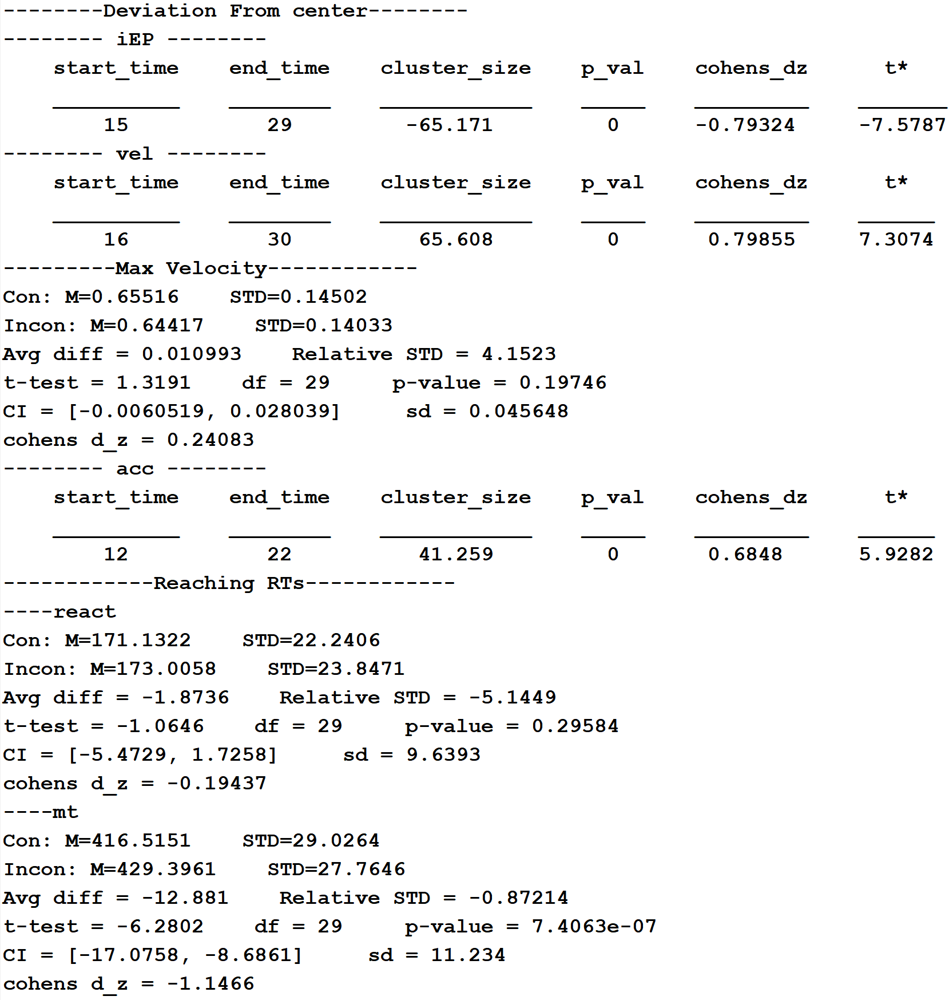 --------Deviation From center--------
-------- iEP --------
    start_time    end_time    cluster_size    p_val    cohens_dz      t*
    __________    ________    ____________    _____    _________    _______
        15           29         -65.171         0      -0.79324     -7.5787
-------- vel --------
    start_time    end_time    cluster_size    p_val    cohens_dz      t*
    __________    ________    ____________    _____    _________    ______
        16           30          65.608         0       0.79855     7.3074
---------Max Velocity------------
Con: M=0.65516    STD=0.14502
Incon: M=0.64417    STD=0.14033
Avg diff = 0.010993    Relative STD = 4.1523
t-test = 1.3191    df = 29     p-value = 0.19746
CI = [-0.0060519, 0.028039]     sd = 0.045648
cohens d_z = 0.24083
-------- acc --------
    start_time    end_time    cluster_size    p_val    cohens_dz      t*
    __________    ________    ____________    _____    _________    ______
        12           22          41.259         0       0.6848      5.9282
------------Reaching RTs------------
----react
Con: M=171.1322    STD=22.2406
Incon: M=173.0058    STD=23.8471
Avg diff = -1.8736    Relative STD = -5.1449
t-test = -1.0646    df = 29     p-value = 0.29584
CI = [-5.4729, 1.7258]     sd = 9.6393
cohens d_z = -0.19437
----mt
Con: M=416.5151    STD=29.0264
Incon: M=429.3961    STD=27.7646
Avg diff = -12.881    Relative STD = -0.87214
t-test = -6.2802    df = 29     p-value = 7.4063e-07
CI = [-17.0758, -8.6861]     sd = 11.234
cohens d_z = -1.1466